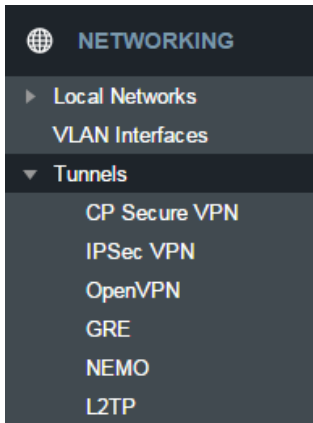 NETWORKING
Local Networks
VLAN Interfaces
Tunnels
CP Secure VPN
IPSec VPN
OpenVPN
GRE
NEMO
L2TP